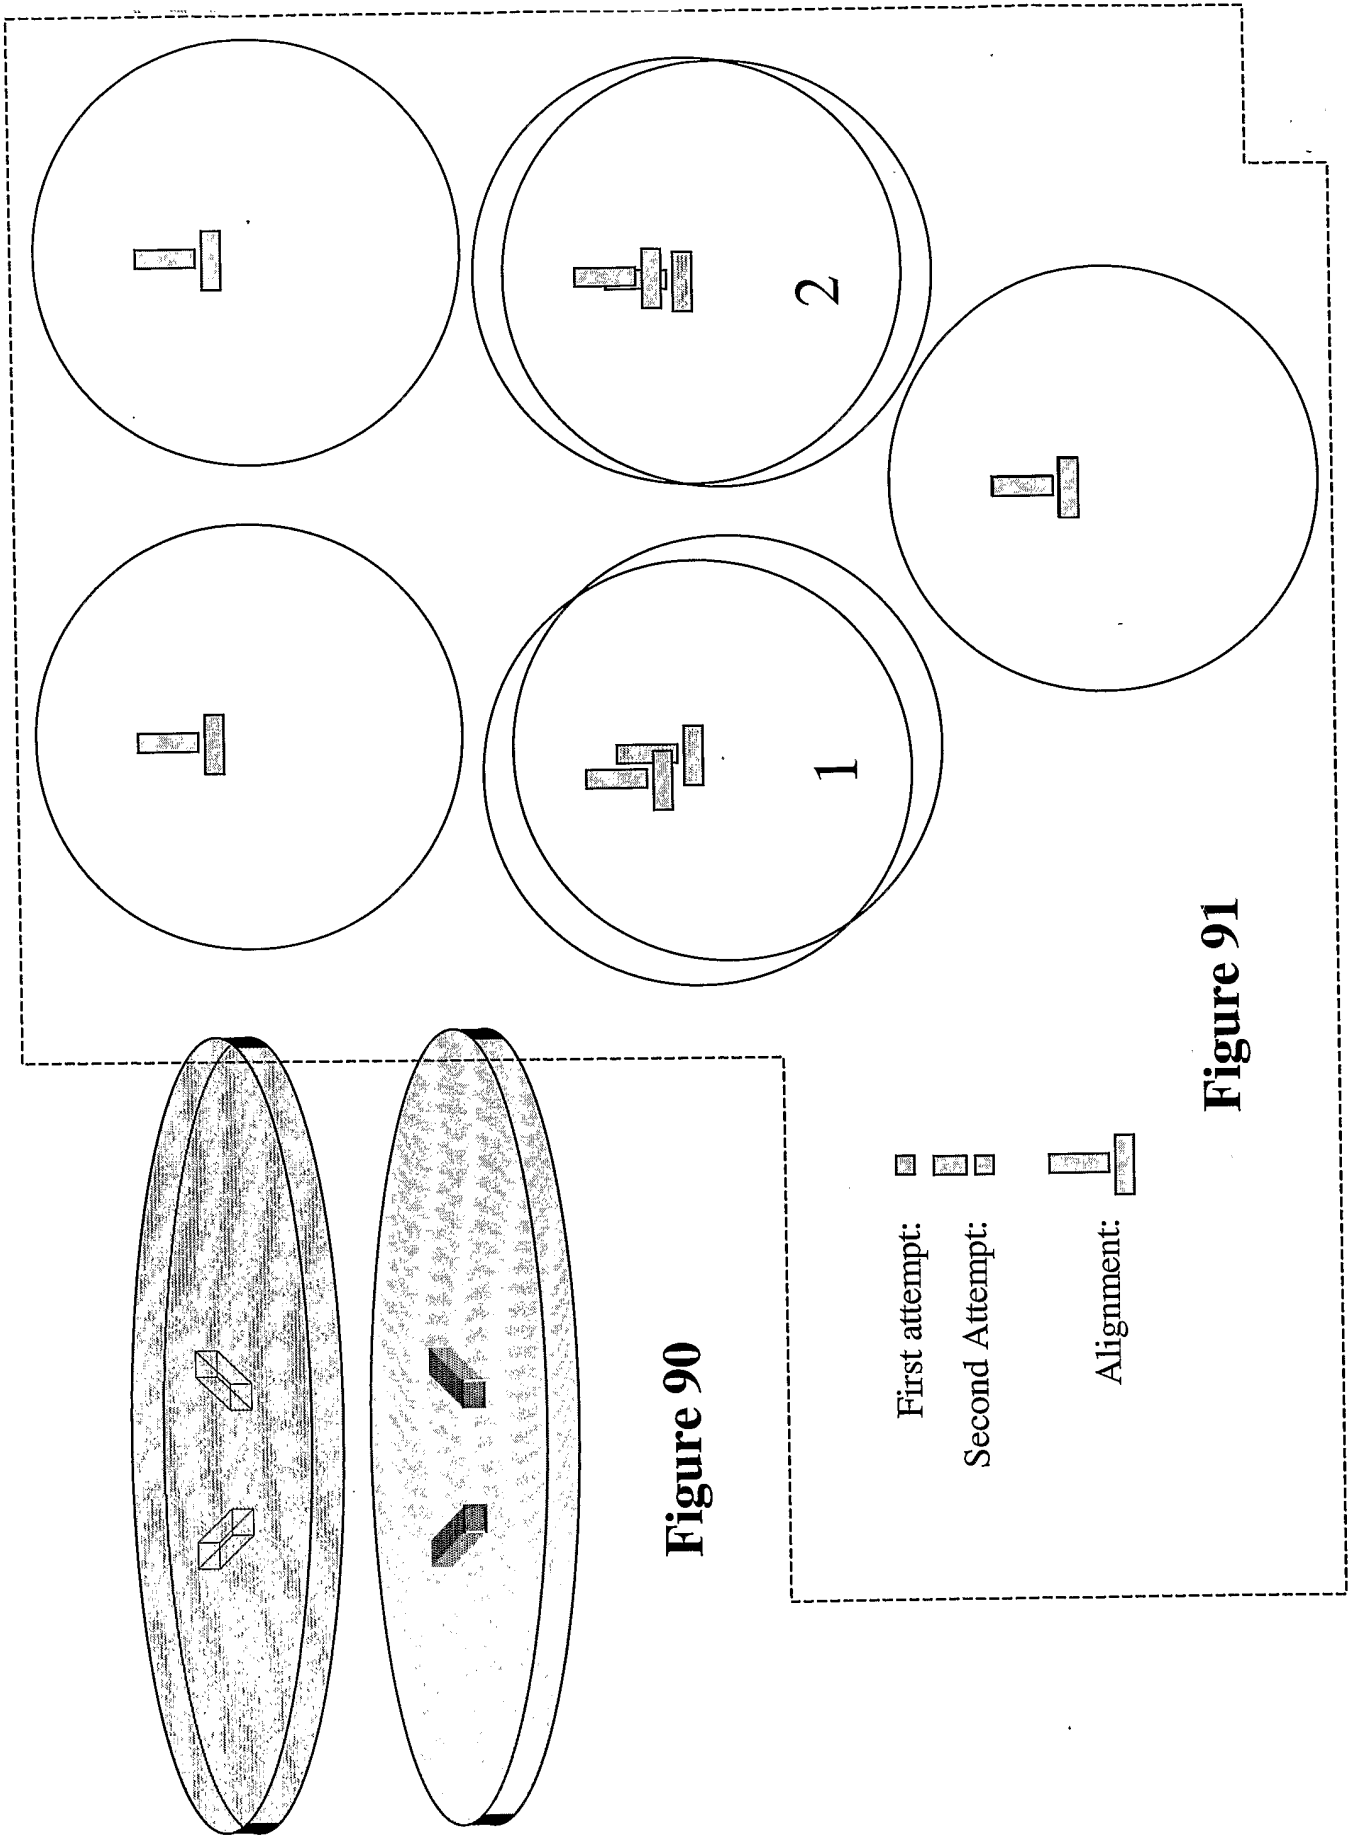 1
2
Figure 90
First attempt:
Second Attempt:
Alignment:
Figure 91